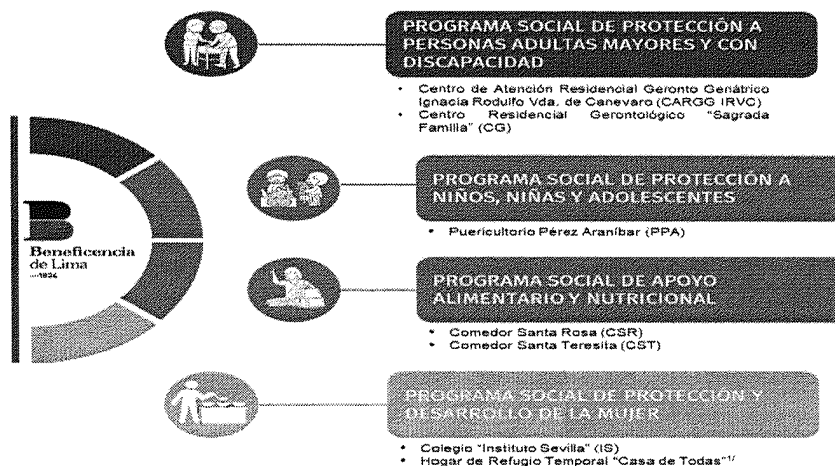 PROGRAMA SOCIAL DE PROTECCIÓN A
PERSONAS ADULTAS MAYORES Y CON
DISCAPACIDAD
• Centro de Atención Residencial Geronto Geriátrico
Ignacia Rodulfo Vda. de Canevaro (CARGG IRVC)
• Centro Residencial Gerontológico "Sagrada
Familia" (CG)
PROGRAMA SOCIAL DE PROTECCIÓN A
NIÑOS, NIÑAS Y ADOLESCENTES
• Puericultorio Pérez Araníbar (PPA)
Beneficencia
de Lima
1834
PROGRAMA SOCIAL DE APOYO
ALIMENTARIO Y NUTRICIONAL
• Comedor Santa Rosa (CSR)
• Comedor Santa Teresita (CST)
PROGRAMA SOCIAL DE PROTECCIÓN Y
DESARROLLO DE LA MUJER
• Colegio "Instituto Sevilla" (IS)
• Hogar de Refugio Temporal "Casa de Todas"1/